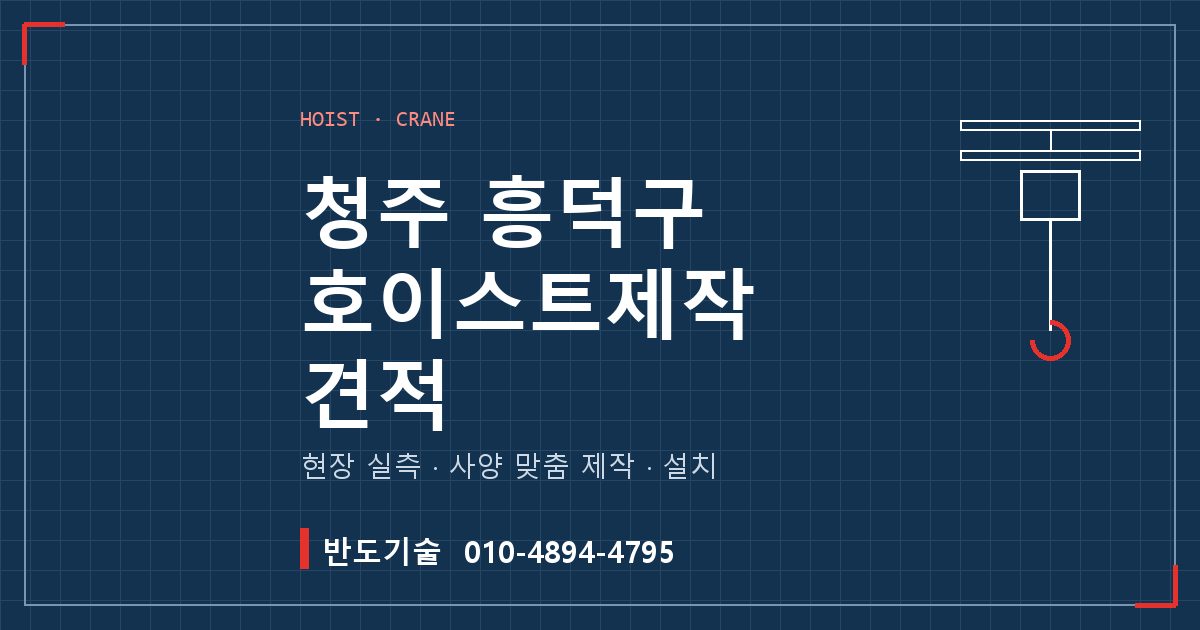 HOIST · CRANE
청주 흥덕구
호이스트제작
견적
현장 실측 · 사양 맞춤 제작 · 설치
반도기술 010-4894-4795